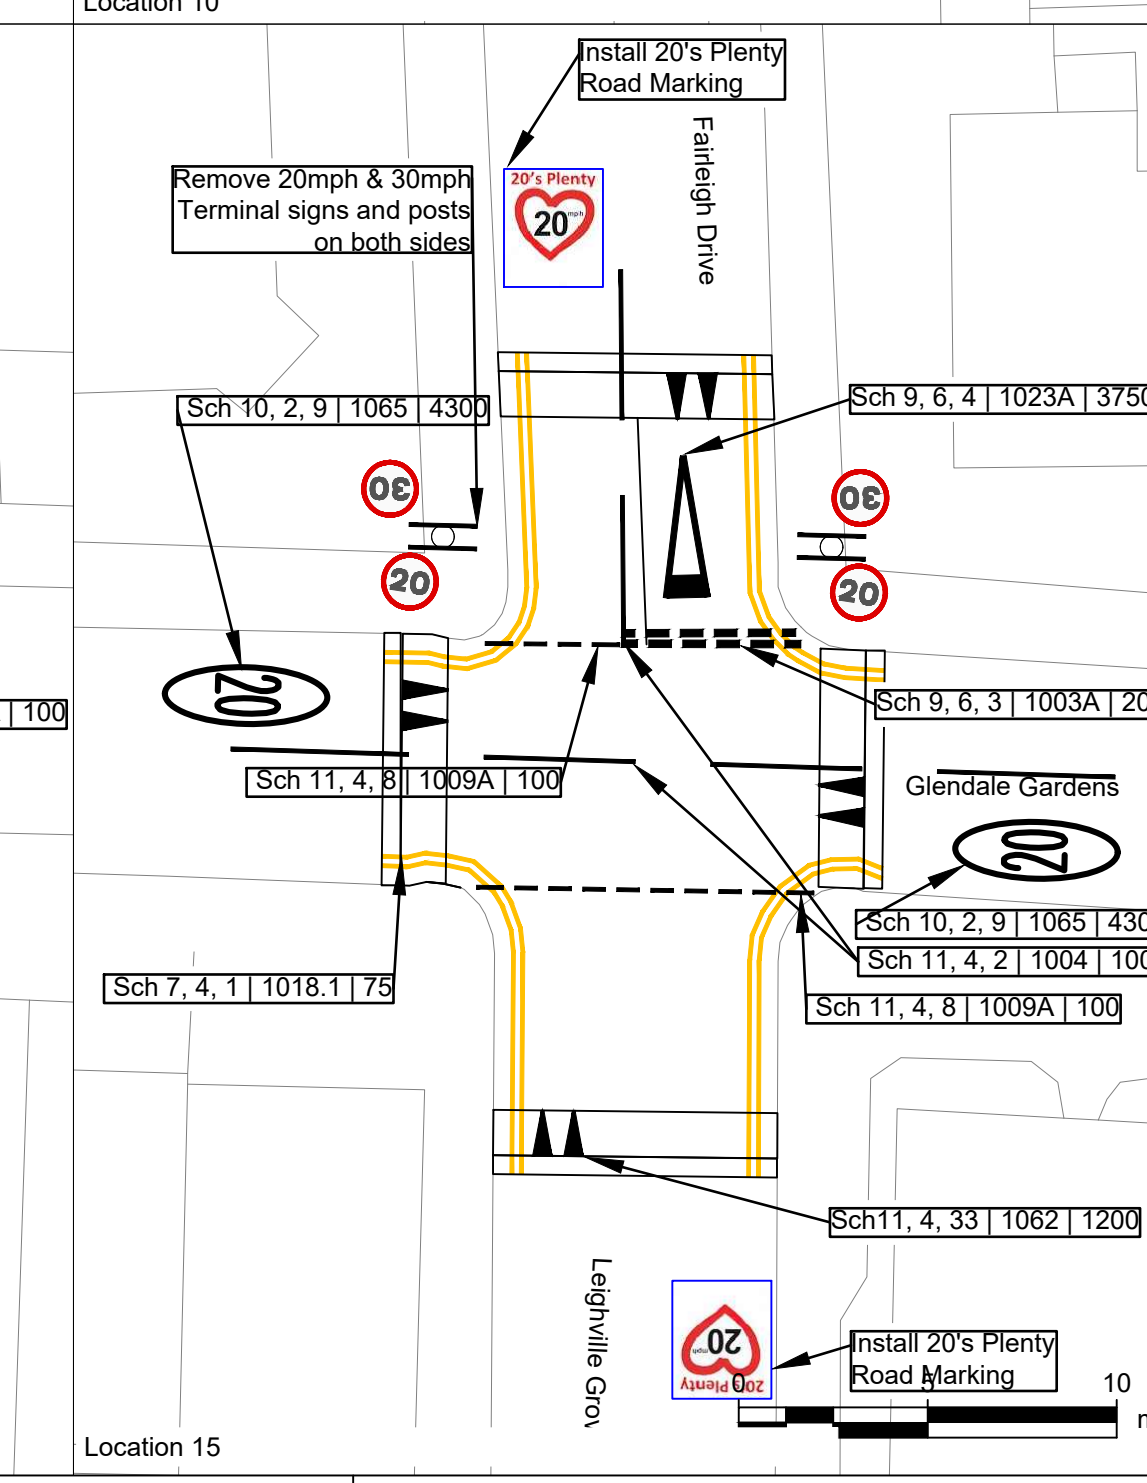 Location 10
Install 20's Plenty
Road Marking
Fairleigh Drive
Remove 20mph & 30mph
Terminal signs and posts
on both sides
20's Plenty
20 mph
Sch 10, 2, 9 | 1065 | 4300
Sch 9, 6, 4 | 1023A | 3750
30
20
30
20
Sch 9, 6, 3 | 1003A | 20
| 100
20
Sch 11, 4, 8 | 1009A | 100
Glendale Gardens
20
Sch 10, 2, 9 | 1065 | 430
Sch 11, 4, 2 | 1004 | 100
Sch 7, 4, 1 | 1018.1 | 75
Sch 11, 4, 8 | 1009A | 100
Sch11, 4, 33 | 1062 | 1200
Leighville Grov
20 mph
20's Plenty
Install 20's Plenty
Road Marking
0 5 10
Location 15